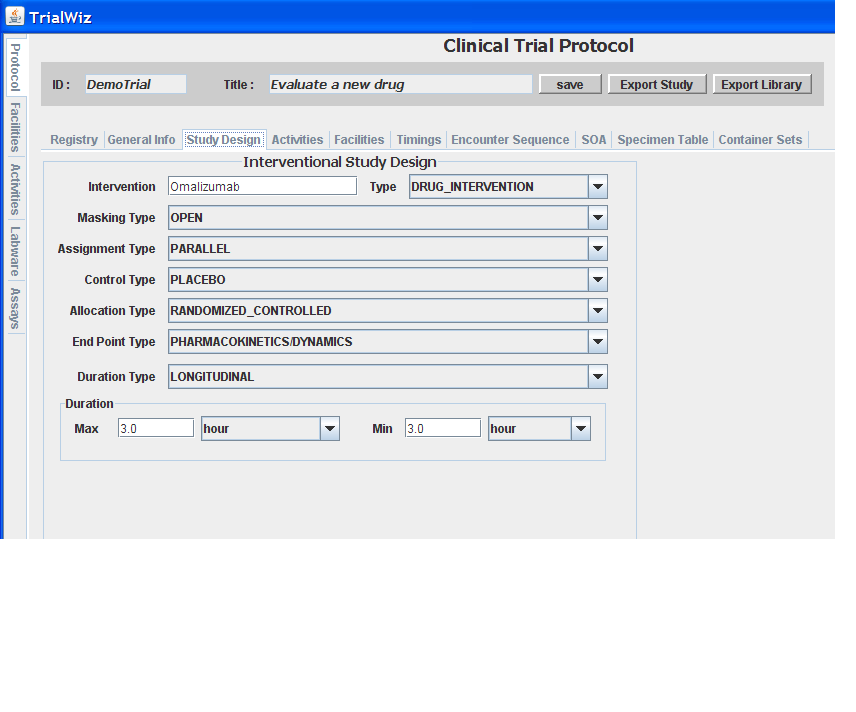 TrialWiz
Clinical Trial Protocol
ID : DemoTrial Title : Evaluate a new drug save Export Study Export Library
Protocol
Facilities
Activities
Labware
Assays
Registry General Info Study Design Activities Facilities Timings Encounter Sequence SOA Specimen Table Container Sets
Interventional Study Design
Intervention Omalizumab Type DRUG_INTERVENTION
Masking Type OPEN
Assignment Type PARALLEL
Control Type PLACEBO
Allocation Type RANDOMIZED_CONTROLLED
End Point Type PHARMACOKINETICS/DYNAMICS
Duration Type LONGITUDINAL
Duration
Max 3.0 hour Min 3.0 hour